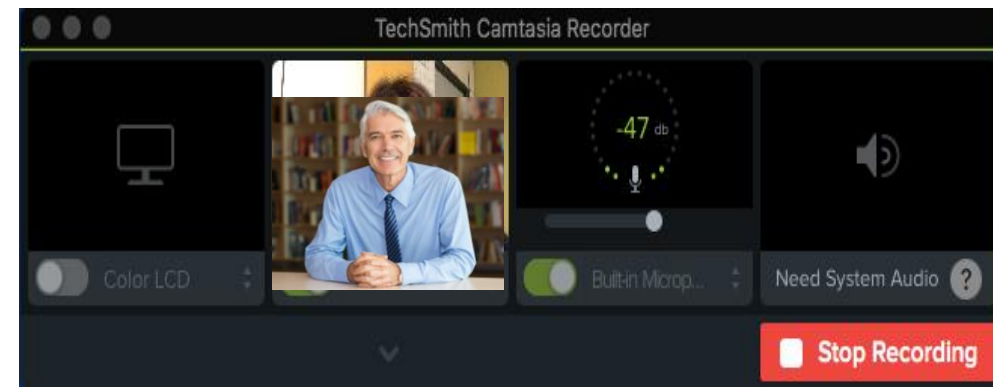 TechSmith Camtasia Recorder
-47 db
Color LCD
Built-in Microp...
Need System Audio ?
Stop Recording